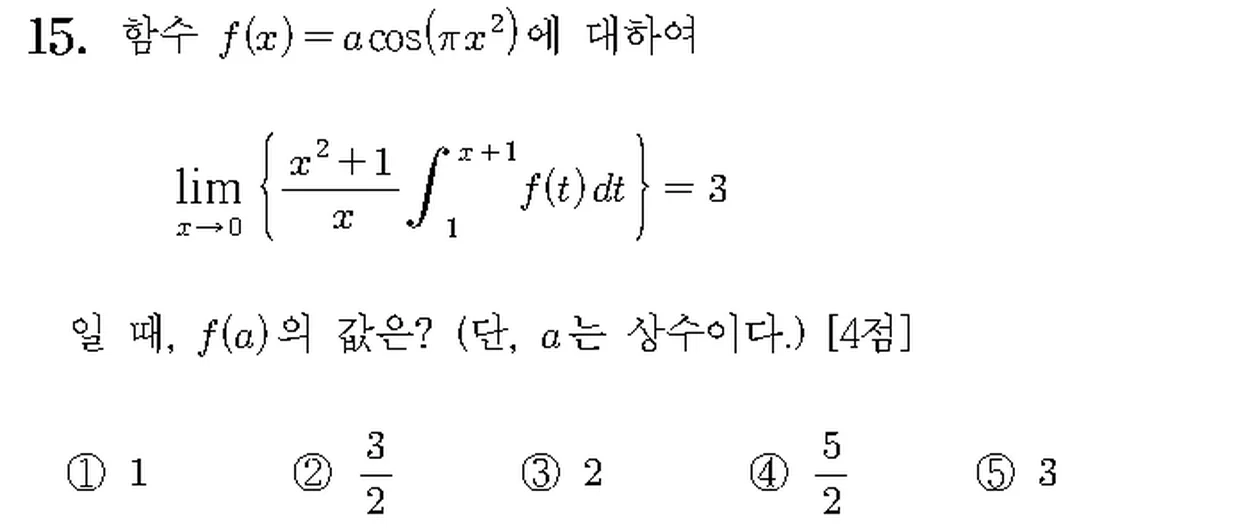 15. 함수 f(x)=a cos(πx²)에 대하여
lim_{x→0} { (x²+1)/x ∫_1^{x+1} f(t) dt } = 3
일 때, f(a)의 값은? (단, a는 상수이다.) [4점]
① 1 ② 3/2 ③ 2 ④ 5/2 ⑤ 3